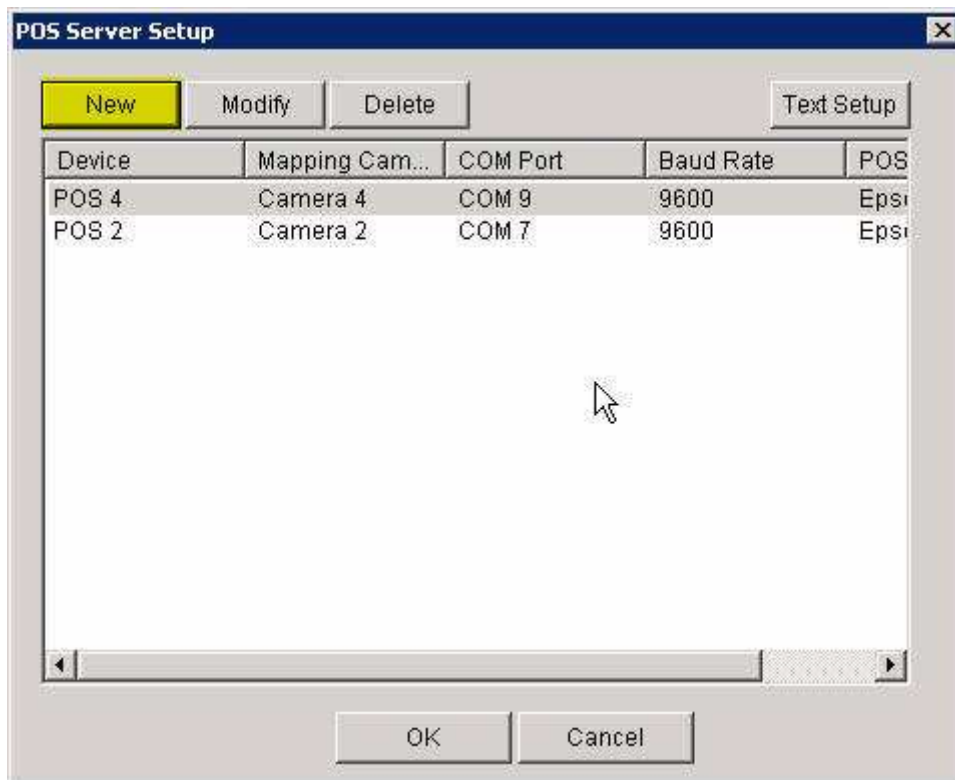 POS Server Setup
New Modify Delete Text Setup
Device Mapping Cam... COM Port Baud Rate POS
POS 4 Camera 4 COM 9 9600
POS 2 Camera 2 COM 7 9600
OK Cancel